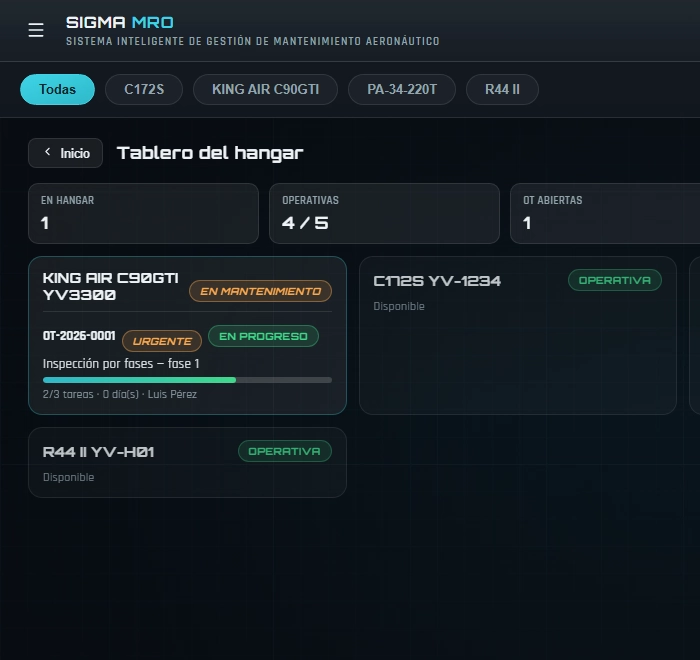 SIGMA MRO
SISTEMA INTELIGENTE DE GESTIÓN DE MANTENIMIENTO AERONÁUTICO
Todas
C172S
KING AIR C90GTI
PA-34-220T
R44 II
Inicio
Tablero del hangar
EN HANGAR
1
OPERATIVAS
4 / 5
OT ABIERTAS
1
KING AIR C90GTI
YV3300
EN MANTENIMIENTO
OT-2026-0001
URGENTE
EN PROGRESO
Inspección por fases – fase 1
2/3 tareas · 0 día(s) · Luis Pérez
C172S YV-1234
OPERATIVA
Disponible
R44 II YV-H01
OPERATIVA
Disponible